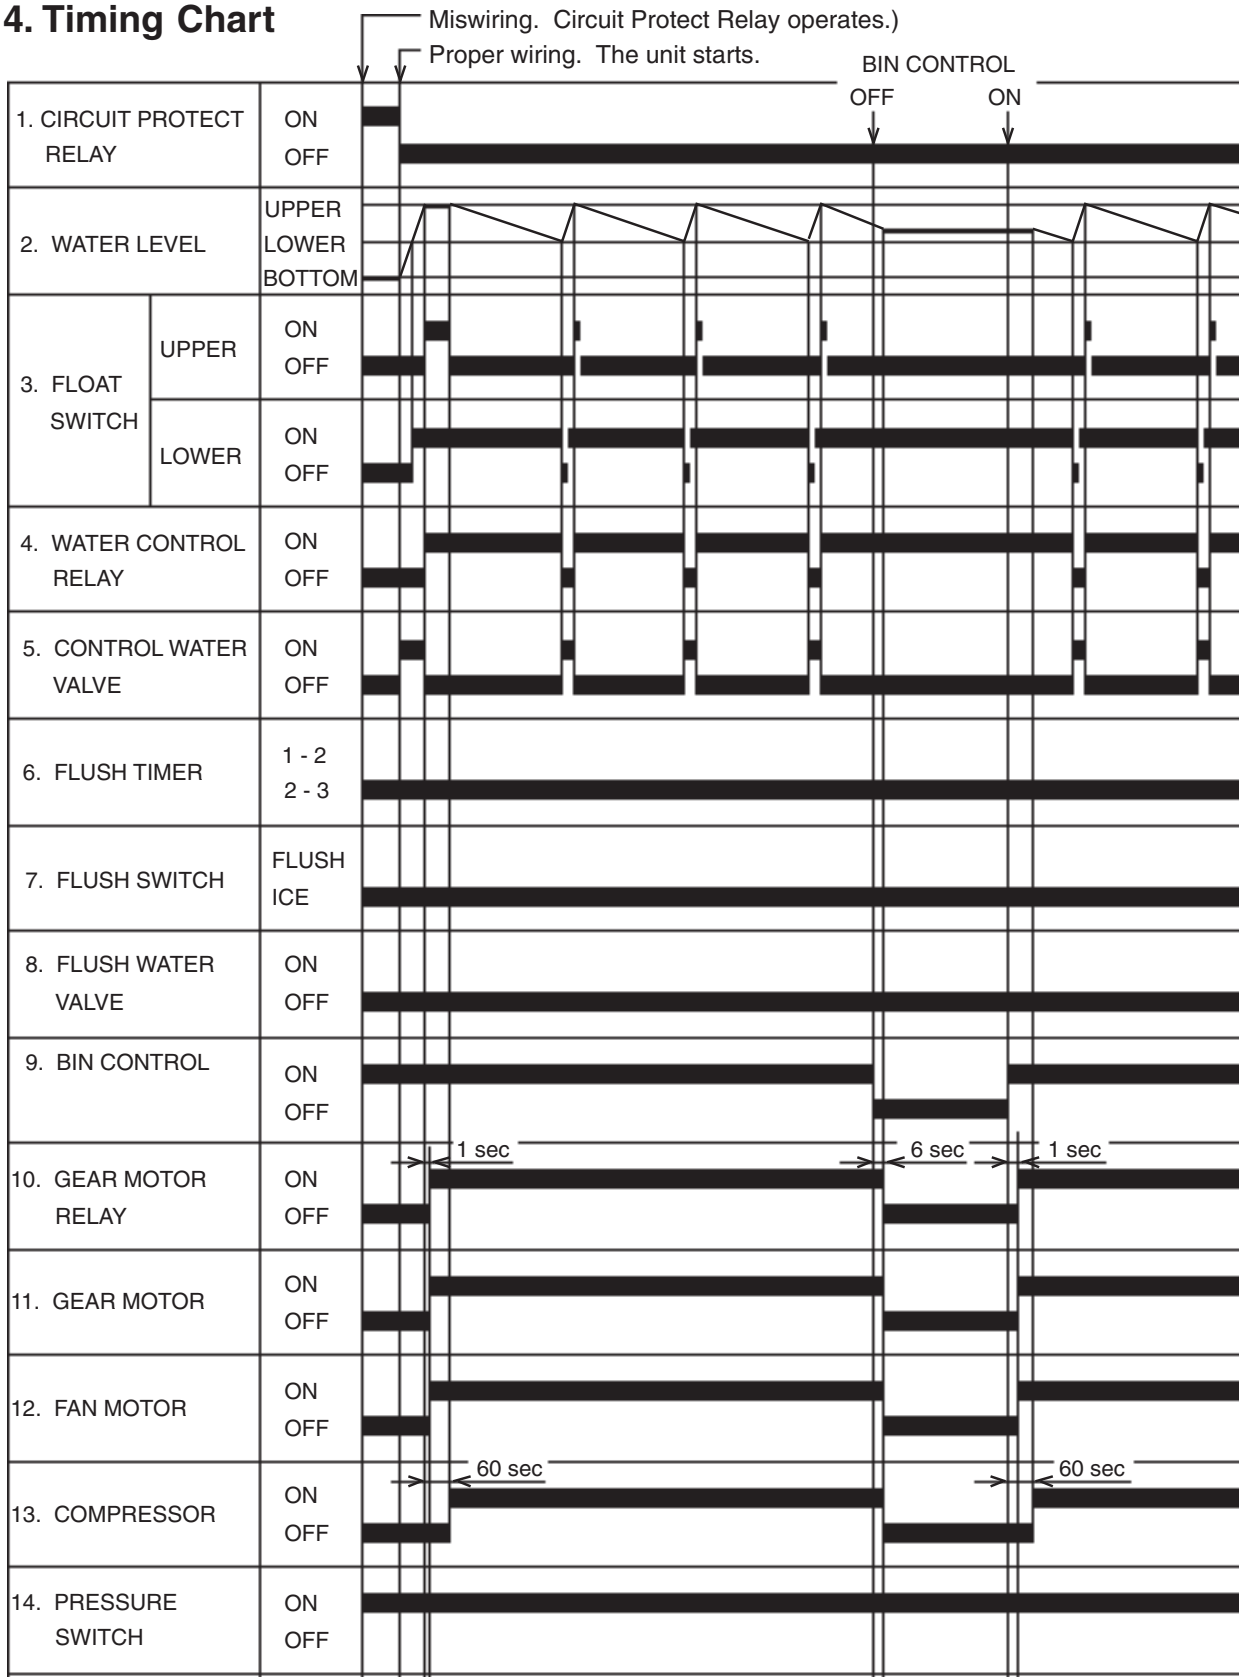 4. Timing Chart
Miswiring.  Circuit Protect Relay operates.)
Proper wiring.  The unit starts.
BIN CONTROL
OFF ON
1. CIRCUIT PROTECT
RELAY
ON
OFF
2. WATER LEVEL
UPPER
LOWER
BOTTOM
3. FLOAT
SWITCH
UPPER
ON
OFF
LOWER
ON
OFF
4. WATER CONTROL
RELAY
ON
OFF
5. CONTROL WATER
VALVE
ON
OFF
6. FLUSH TIMER
1 - 2
2 - 3
7. FLUSH SWITCH
FLUSH
ICE
8. FLUSH WATER
VALVE
ON
OFF
9. BIN CONTROL
ON
OFF
1 sec 6 sec 1 sec
10. GEAR MOTOR
RELAY
ON
OFF
11. GEAR MOTOR
ON
OFF
12. FAN MOTOR
ON
OFF
60 sec 60 sec
13. COMPRESSOR
ON
OFF
14. PRESSURE
SWITCH
ON
OFF